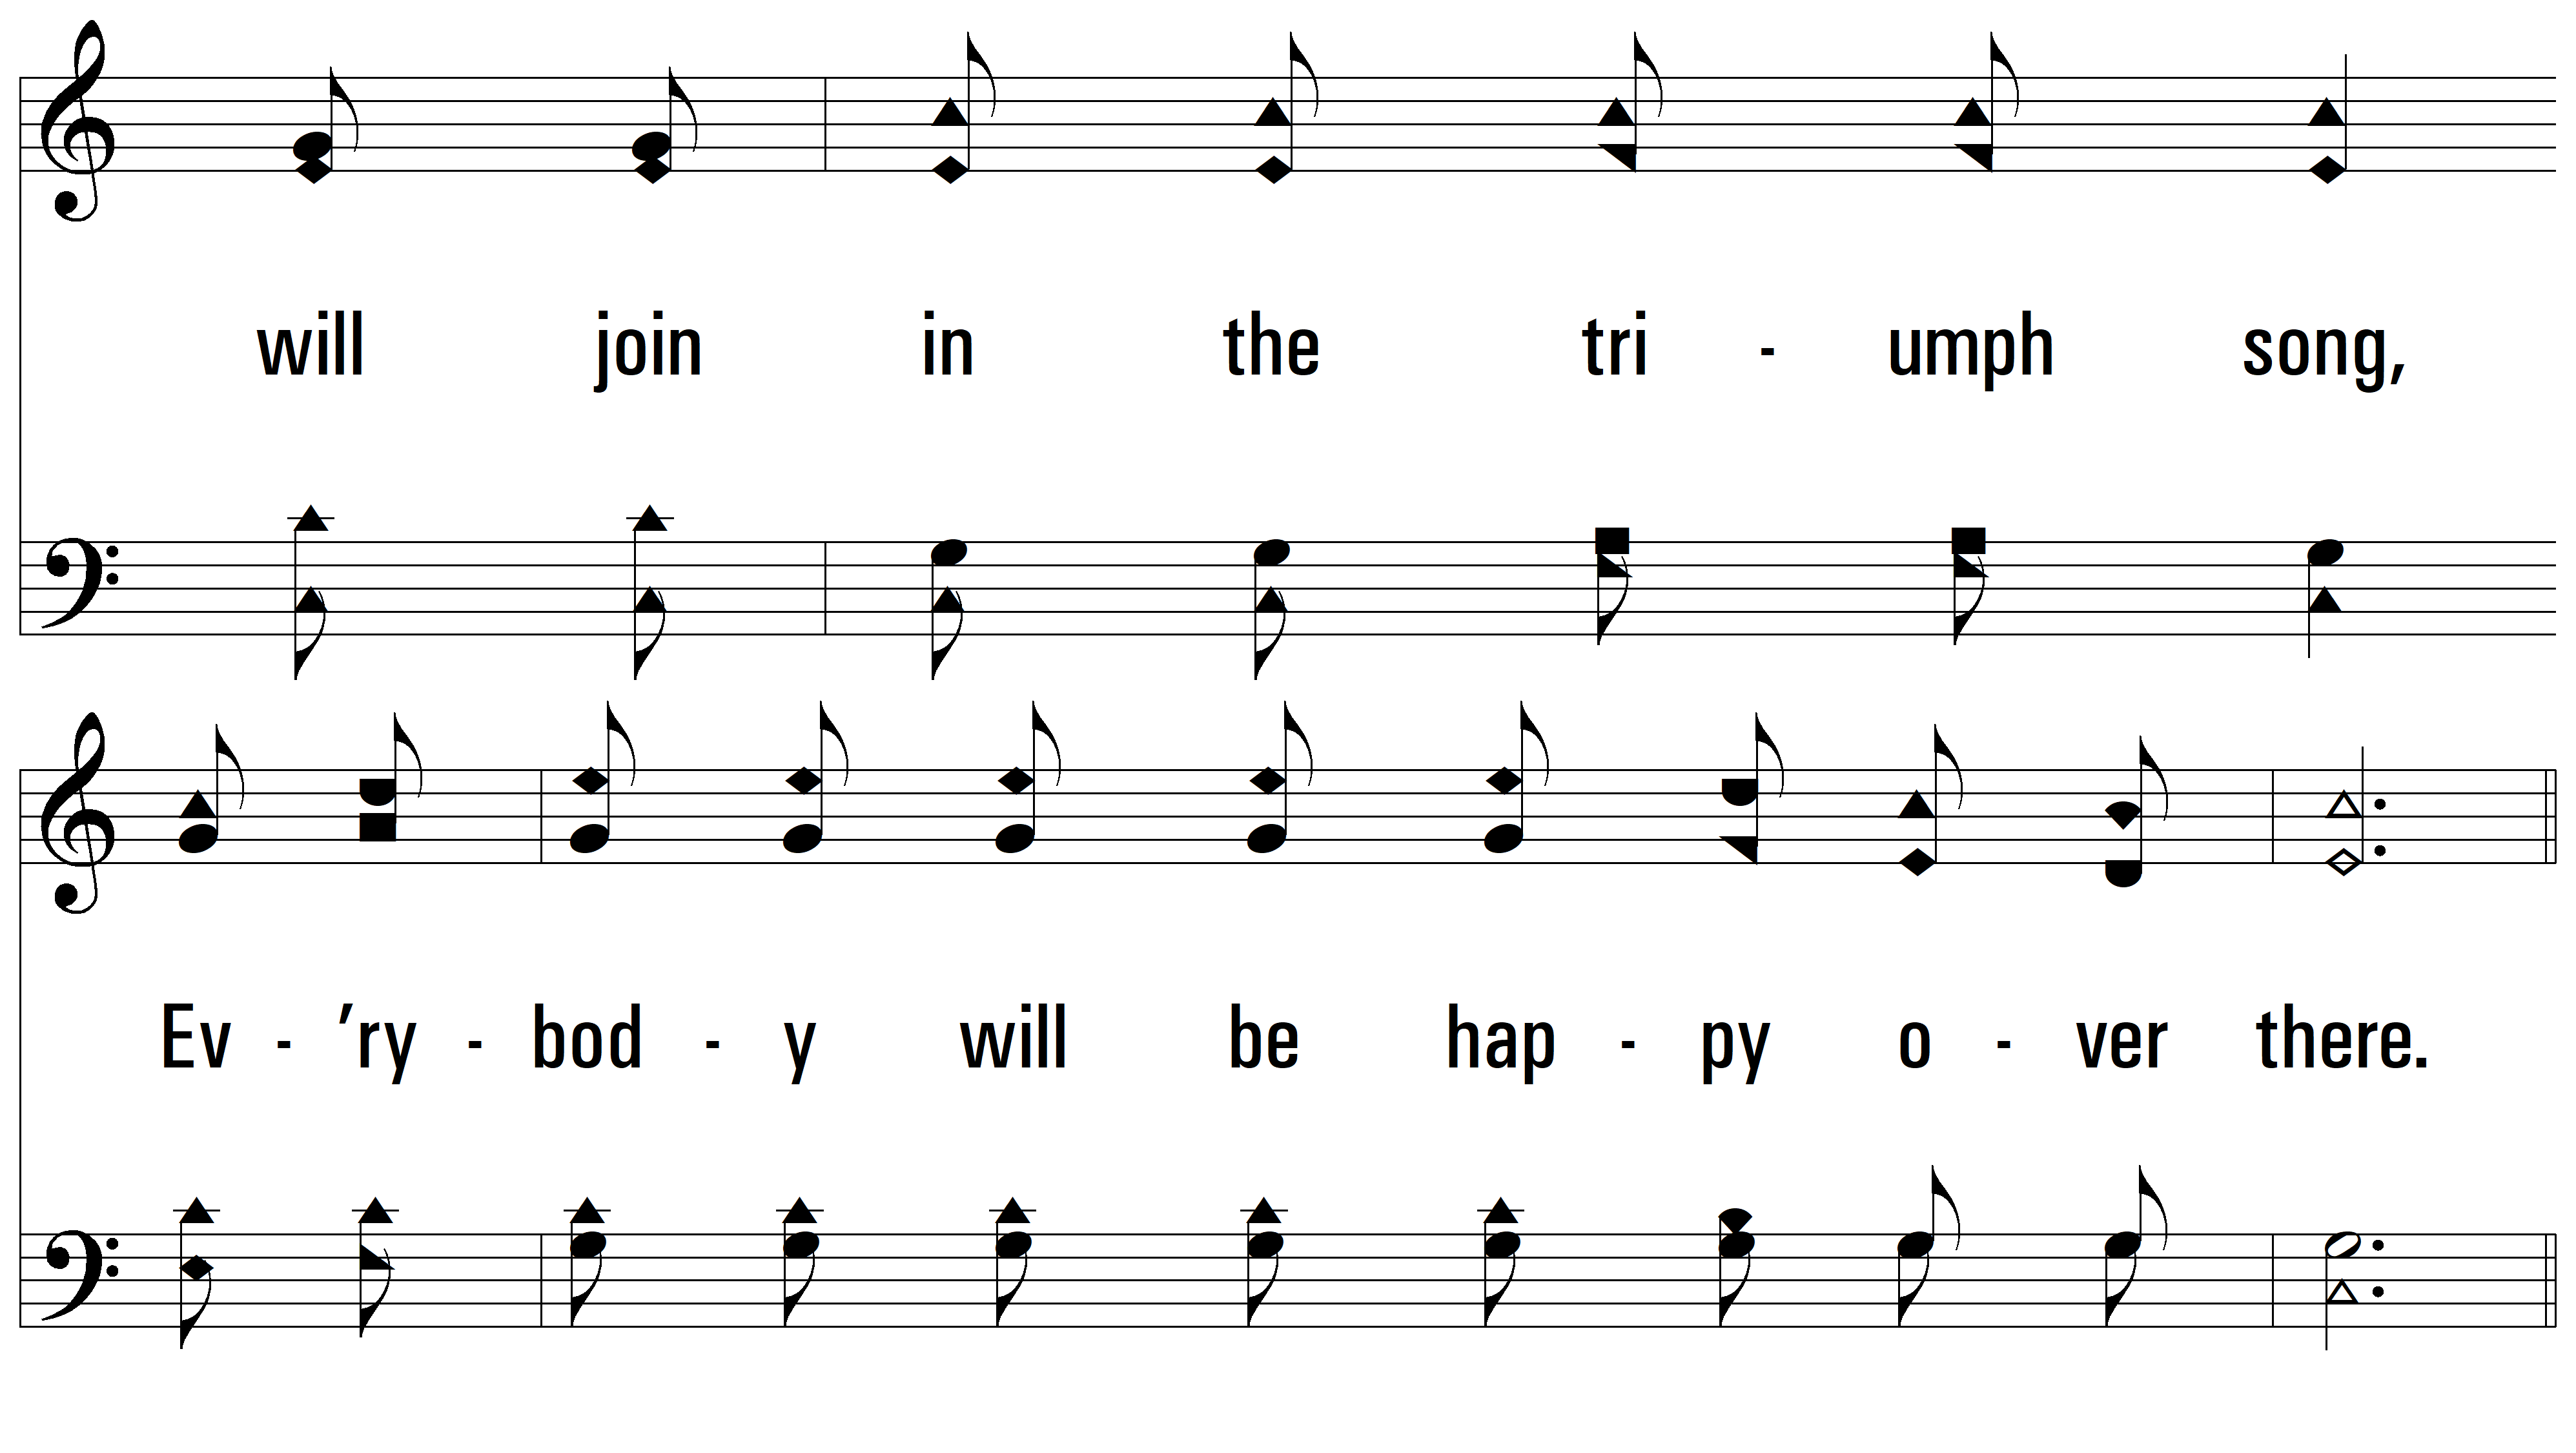 will join in the tri - umph song,
Ev - ’ry - bod - y will be hap - py o - ver there.